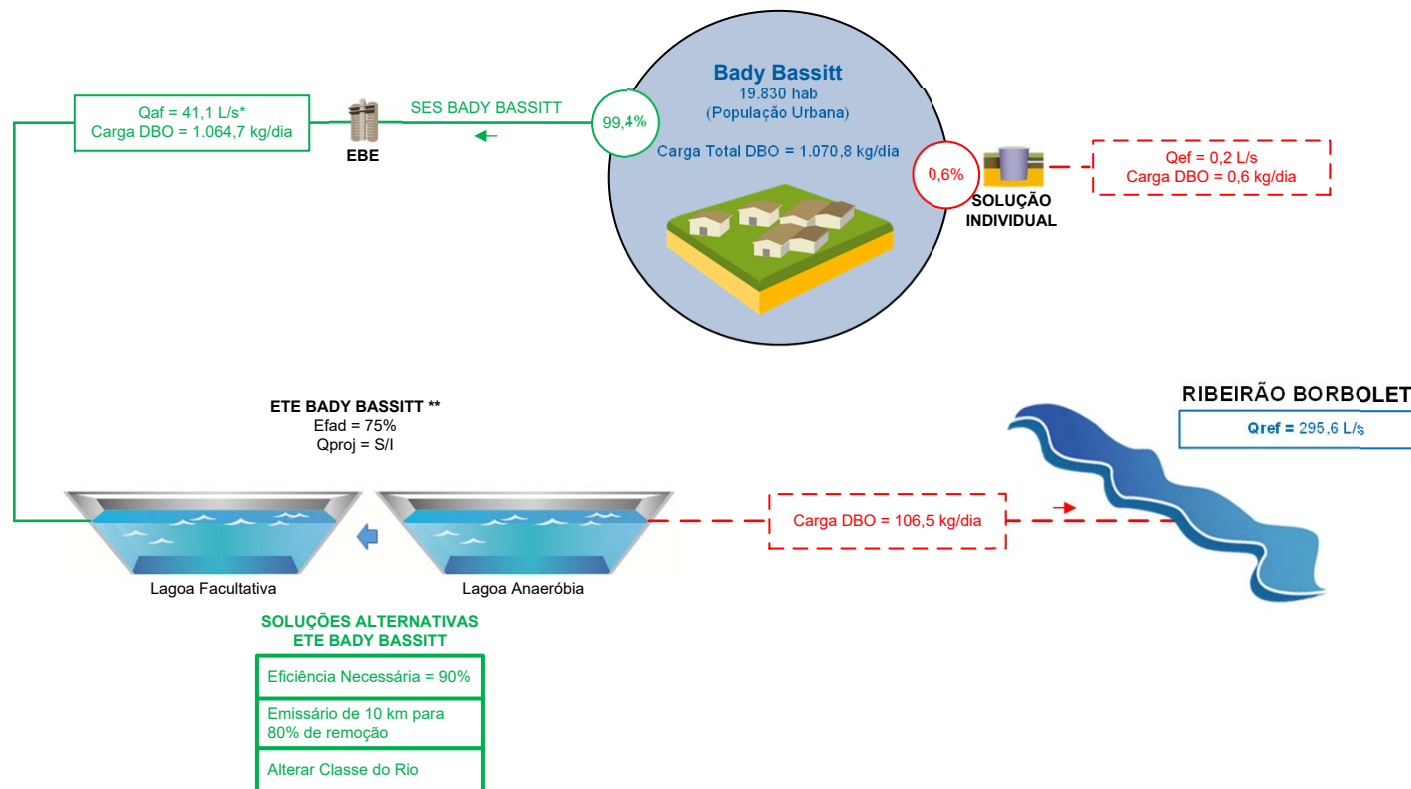 Bady Bassitt
19.830 hab
(População Urbana)
Carga Total DBO = 1.070,8 kg/dia
99,4%
SES BADY BASSITT
EBE
Qaf = 41,1 L/s*
Carga DBO = 1.064,7 kg/dia
0,6%
SOLUÇÃO
INDIVIDUAL
Qef = 0,2 L/s
Carga DBO = 0,6 kg/dia
ETE BADY BASSITT **
Efad = 75%
Qproj = S/I
Lagoa Facultativa
Lagoa Anaeróbia
Carga DBO = 106,5 kg/dia
RIBEIRÃO BORBOLET
Qref = 295,6 L/s
SOLUÇÕES ALTERNATIVAS
ETE BADY BASSITT
Eficiência Necessária = 90%
Emissário de 10 km para
80% de remoção
Alterar Classe do Rio